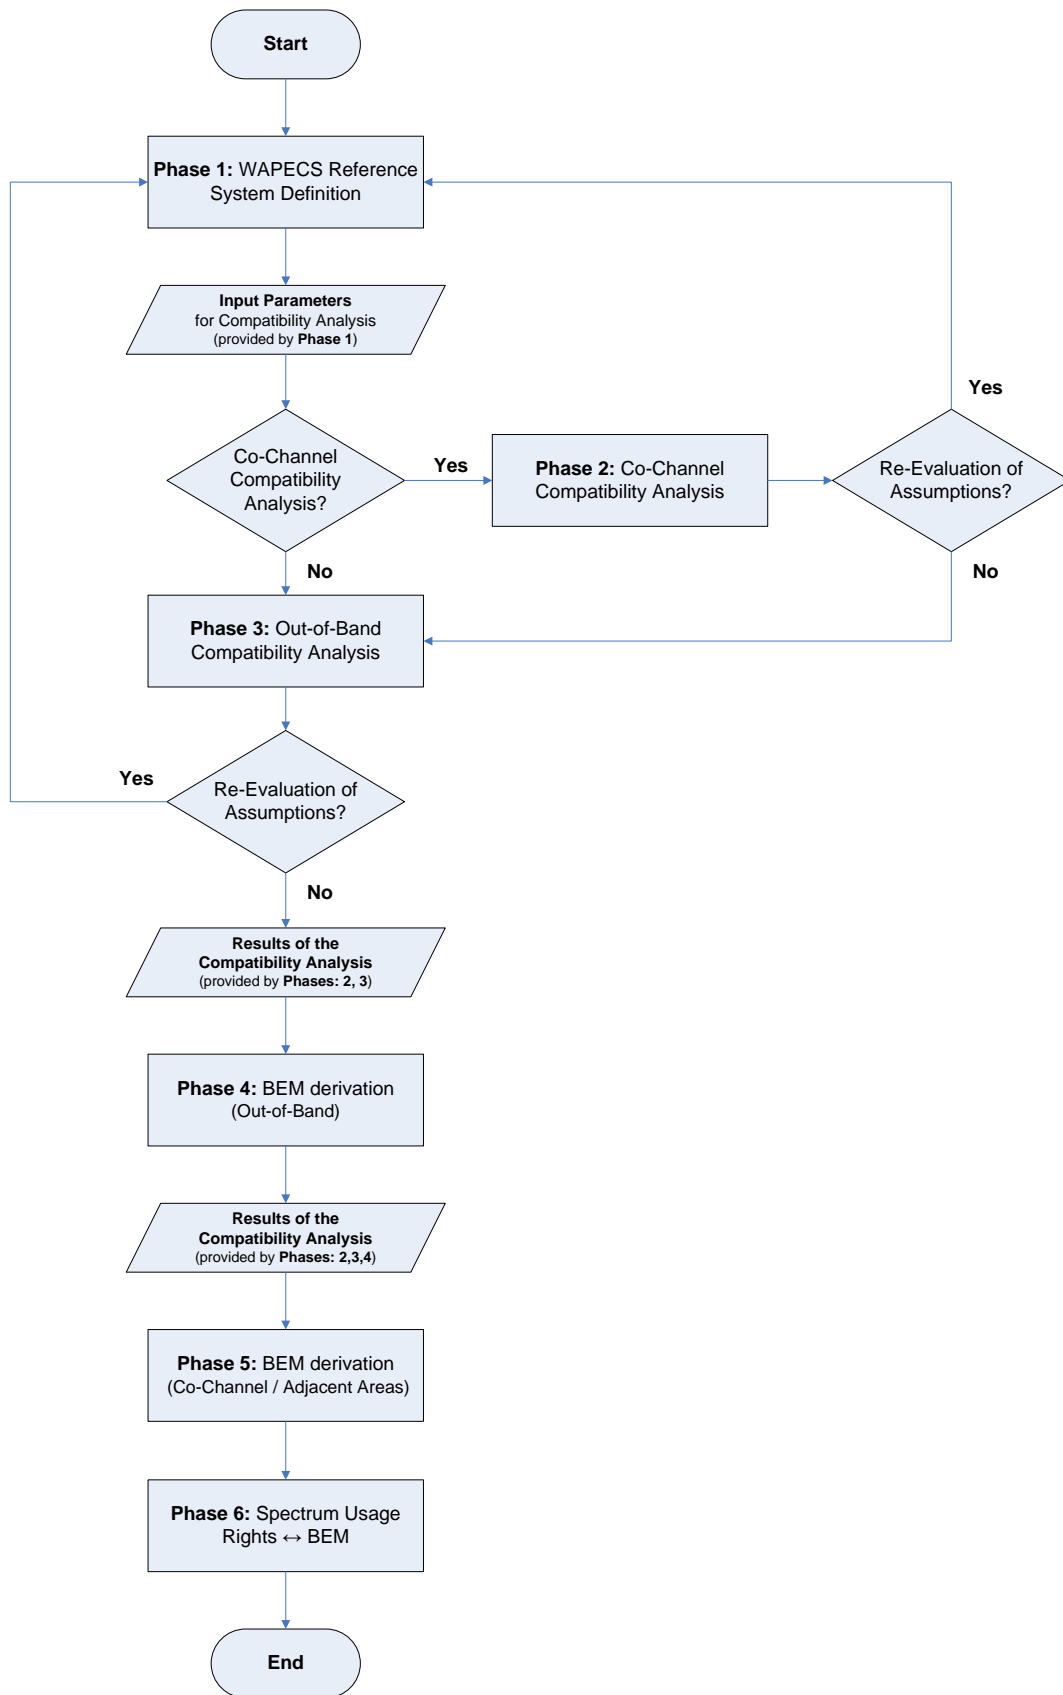 Start
Phase 1: WAPECS Reference
System Definition
Input Parameters
for Compatibility Analysis
(provided by Phase 1)
Co-Channel
Compatibility
Analysis?
Yes
Phase 2: Co-Channel
Compatibility Analysis
Re-Evaluation of
Assumptions?
Yes
No
No
Phase 3: Out-of-Band
Compatibility Analysis
Re-Evaluation of
Assumptions?
Yes
No
Results of the
Compatibility Analysis
(provided by Phases: 2, 3)
Phase 4: BEM derivation
(Out-of-Band)
Results of the
Compatibility Analysis
(provided by Phases: 2,3,4)
Phase 5: BEM derivation
(Co-Channel / Adjacent Areas)
Phase 6: Spectrum Usage
Rights ↔ BEM
End